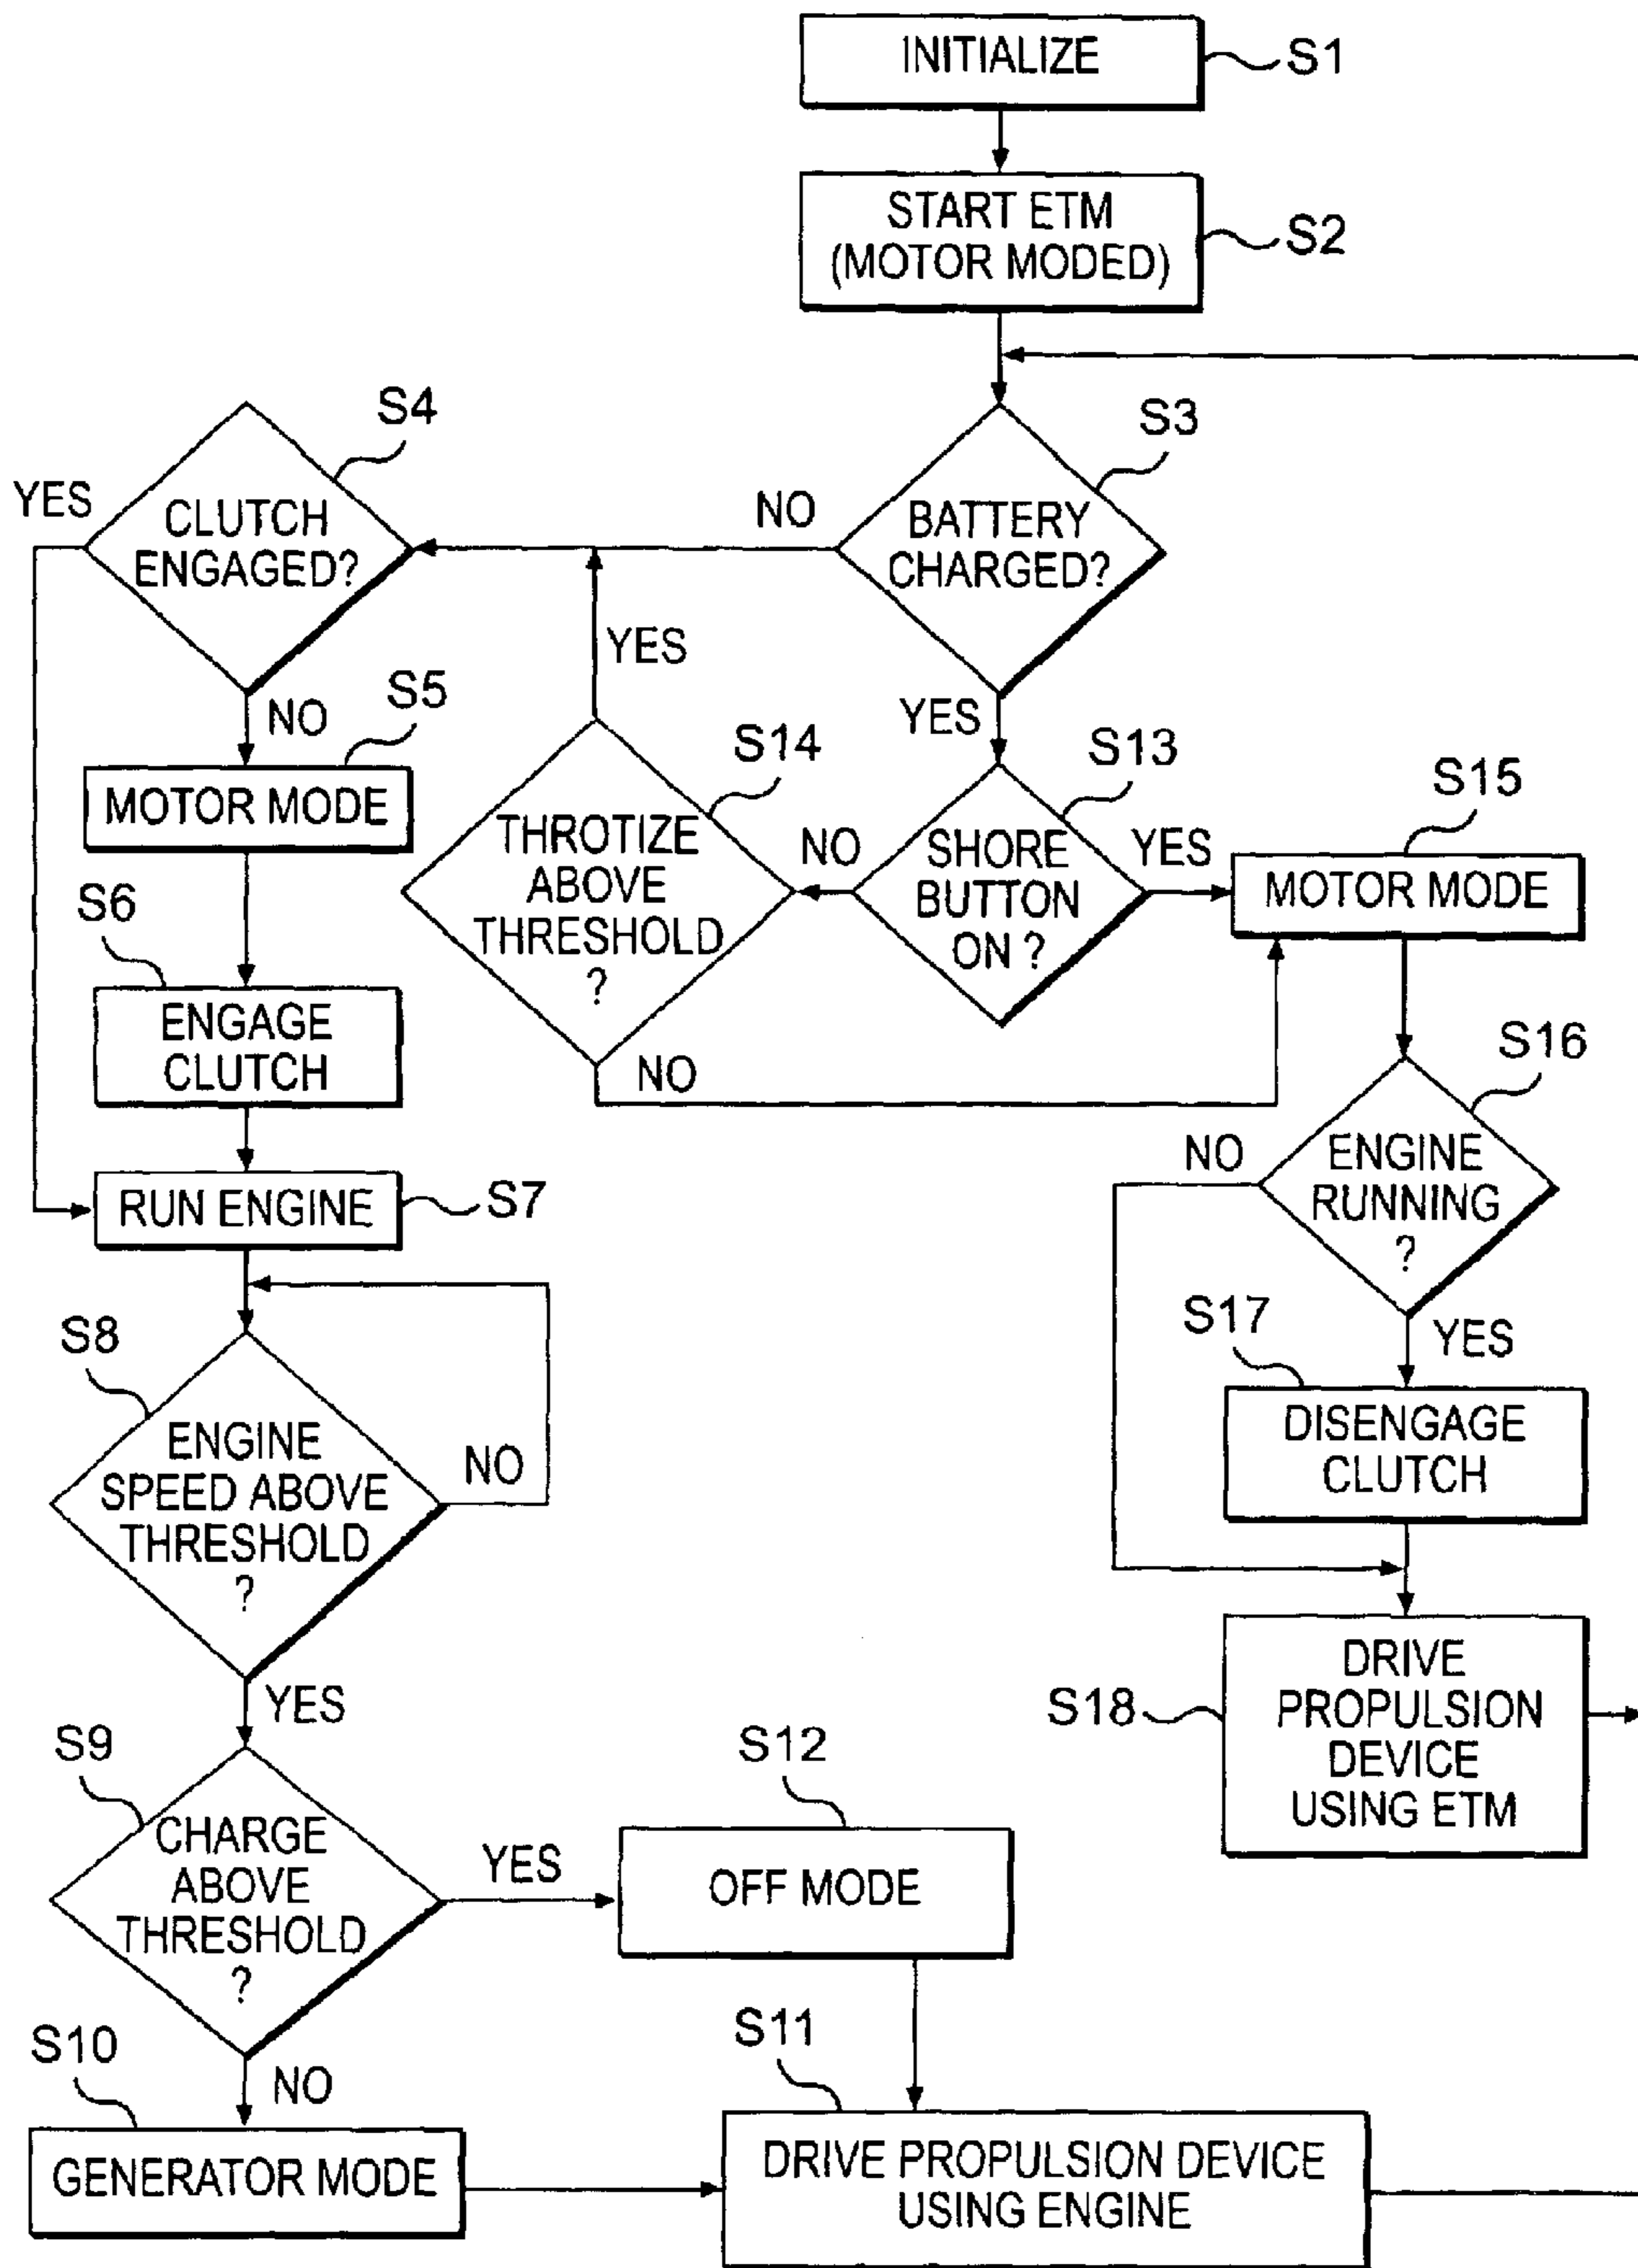 INITIALIZE
S1
START ETM
(MOTOR MODED)
S2
S4
S3
YES
CLUTCH
ENGAGED?
NO
BATTERY
CHARGED?
YES
NO
S5
YES
S14
S13
S15
MOTOR MODE
THROTIZE
ABOVE
THRESHOLD
?
NO
SHORE
BUTTON
ON ?
YES
MOTOR MODE
S6
ENGAGE
CLUTCH
NO
S16
NO
ENGINE
RUNNING
?
RUN ENGINE
S7
S8
S17
YES
ENGINE
SPEED ABOVE
THRESHOLD
?
NO
DISENGAGE
CLUTCH
YES
S18
DRIVE
PROPULSION
DEVICE
USING ETM
S9
S12
CHARGE
ABOVE
THRESHOLD
?
YES
OFF MODE
S10
NO
S11
GENERATOR MODE
DRIVE PROPULSION DEVICE
USING ENGINE